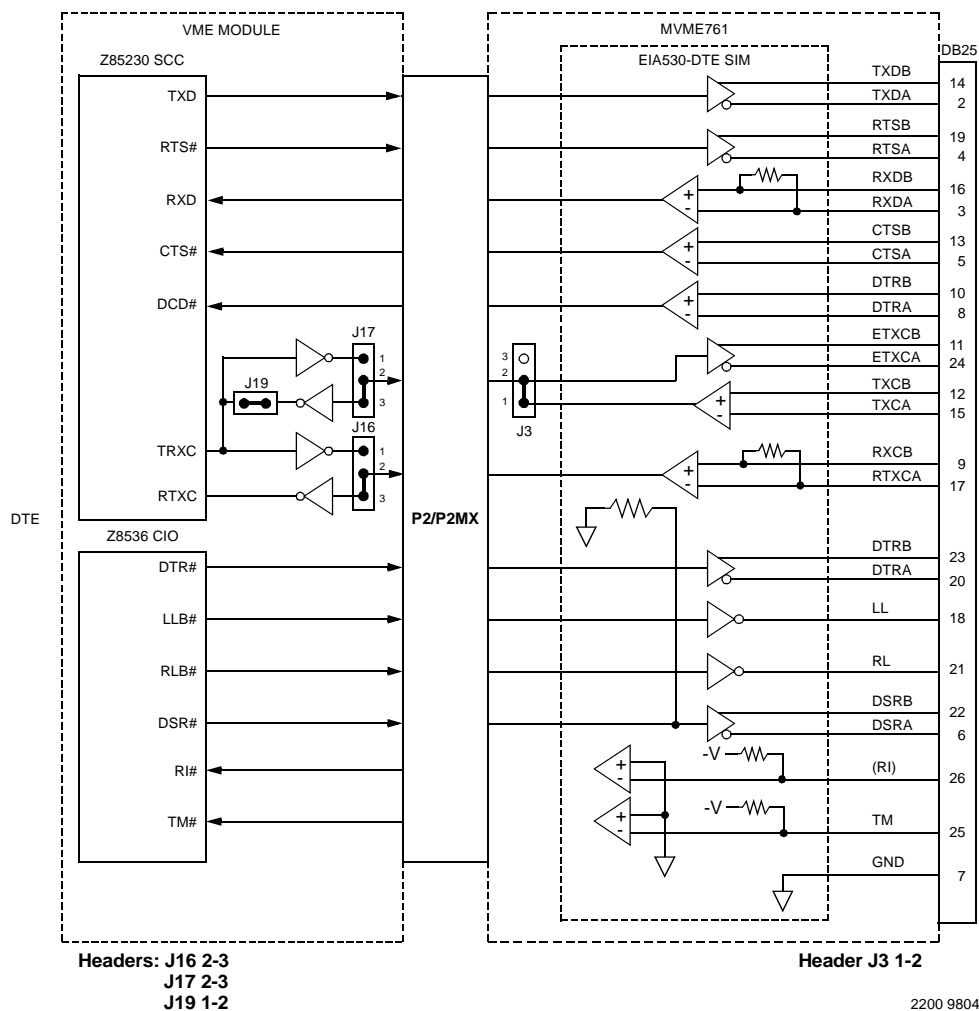 VME MODULE
MVME761
Z85230 SCC
EIA530-DTE SIM
DB25
TXD
TXDB
14
TXDA
2
RTS#
RTSB
19
RTSA
4
RXD
RXDB
16
+
-
RXDA
3
CTS#
CTSB
13
+
-
CTSA
5
DCD#
DTRB
10
+
-
DTRA
8
J17
1
2
3
J19
3
2
1
J3
ETXCB
11
ETXCA
24
TXCB
12
+
-
TXCA
15
J16
TRXC
1
2
RTXC
3
RXCB
9
+
-
RTXCA
17
DTE
P2/P2MX
Z8536 CIO
DTR#
DTRB
23
DTRA
20
LLB#
LL
18
RLB#
RL
21
DSR#
DSRB
22
DSRA
6
RI#
+
-
-V
(RI)
26
TM#
+
-
-V
TM
25
GND
7
Headers: J16 2-3
J17 2-3
J19 1-2
Header J3 1-2
2200 9804